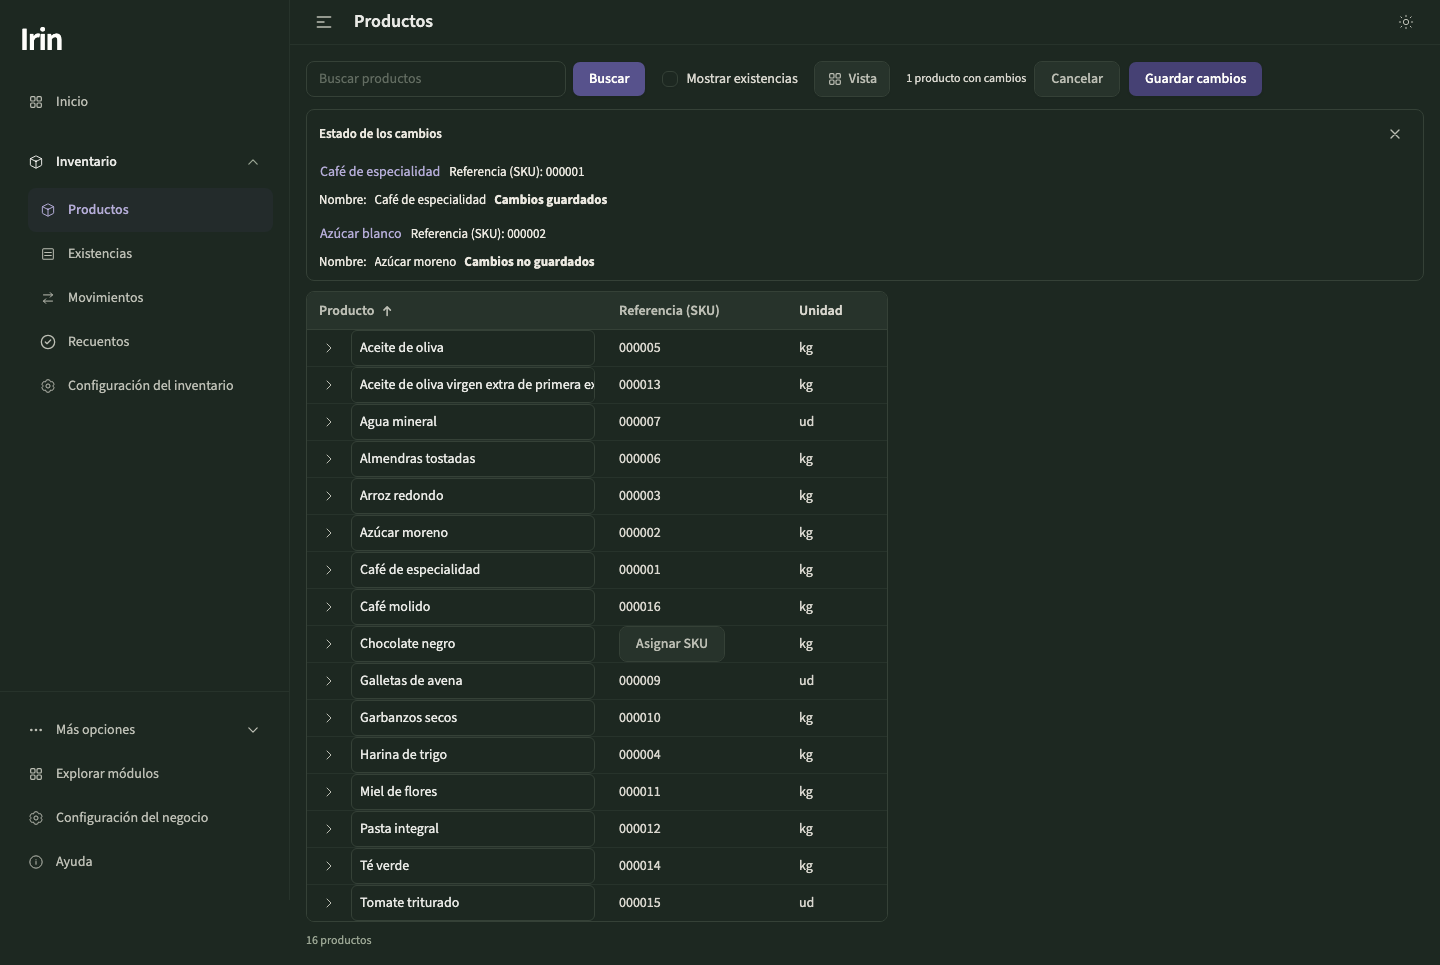 Irin
Productos
Inicio
Inventario
Productos
Existencias
Movimientos
Recuentos
Configuración del inventario
Más opciones
Explorar módulos
Configuración del negocio
Ayuda
Buscar productos Buscar Mostrar existencias Vista 1 producto con cambios Cancelar Guardar cambios
Estado de los cambios
Café de especialidad Referencia (SKU): 000001
Nombre: Café de especialidad Cambios guardados
Azúcar blanco Referencia (SKU): 000002
Nombre: Azúcar moreno Cambios no guardados
Producto Referencia (SKU) Unidad
Aceite de oliva 000005 kg
Aceite de oliva virgen extra de primera 000013 kg
Agua mineral 000007 ud
Almendras tostadas 000006 kg
Arroz redondo 000003 kg
Azúcar moreno 000002 kg
Café de especialidad 000001 kg
Café molido 000016 kg
Chocolate negro Asignar SKU kg
Galletas de avena 000009 ud
Garbanzos secos 000010 kg
Harina de trigo 000004 kg
Miel de flores 000011 kg
Pasta integral 000012 kg
Té verde 000014 kg
Tomate triturado 000015 ud
16 productos